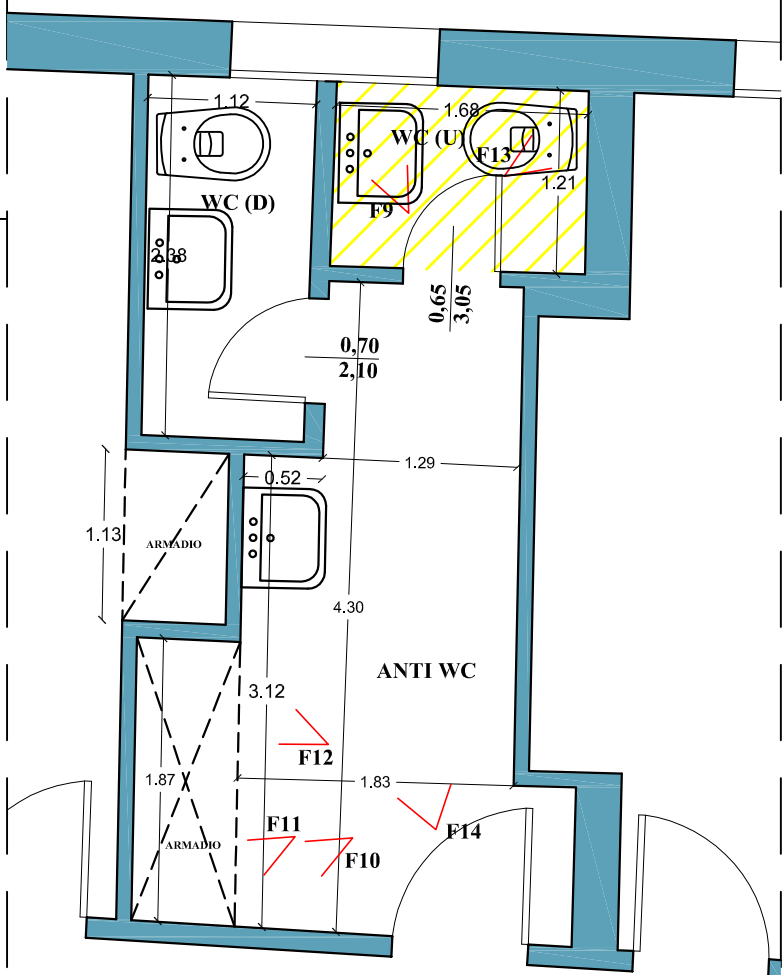 1.12
1.68
WC (U)
F13
1.21
WC (D)
F9
2.38
0,65
3,05
0,70
2,10
1.29
0.52
1.13
ARMADIO
4.30
ANTI WC
3.12
F12
1.87
1.83
F11
F14
ARMADIO
F10